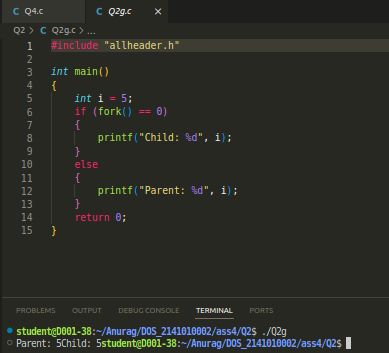 Q4.c
Q2g.c ×
Q2 > Q2g.c > ...
1 #include "allheader.h"
2
3 int main()
4 {
5 int i = 5;
6 if (fork() == 0)
7 {
8 printf("Child: %d", i);
9 }
10 else
11 {
12 printf("Parent: %d", i);
13 }
14 return 0;
15 }
PROBLEMS OUTPUT DEBUG CONSOLE TERMINAL PORTS
student@D001-38:~/Anurag/DOS_2141010002/ass4/Q2$ ./Q2g
Parent: 5Child: 5student@D001-38:~/Anurag/DOS_2141010002/ass4/Q2$